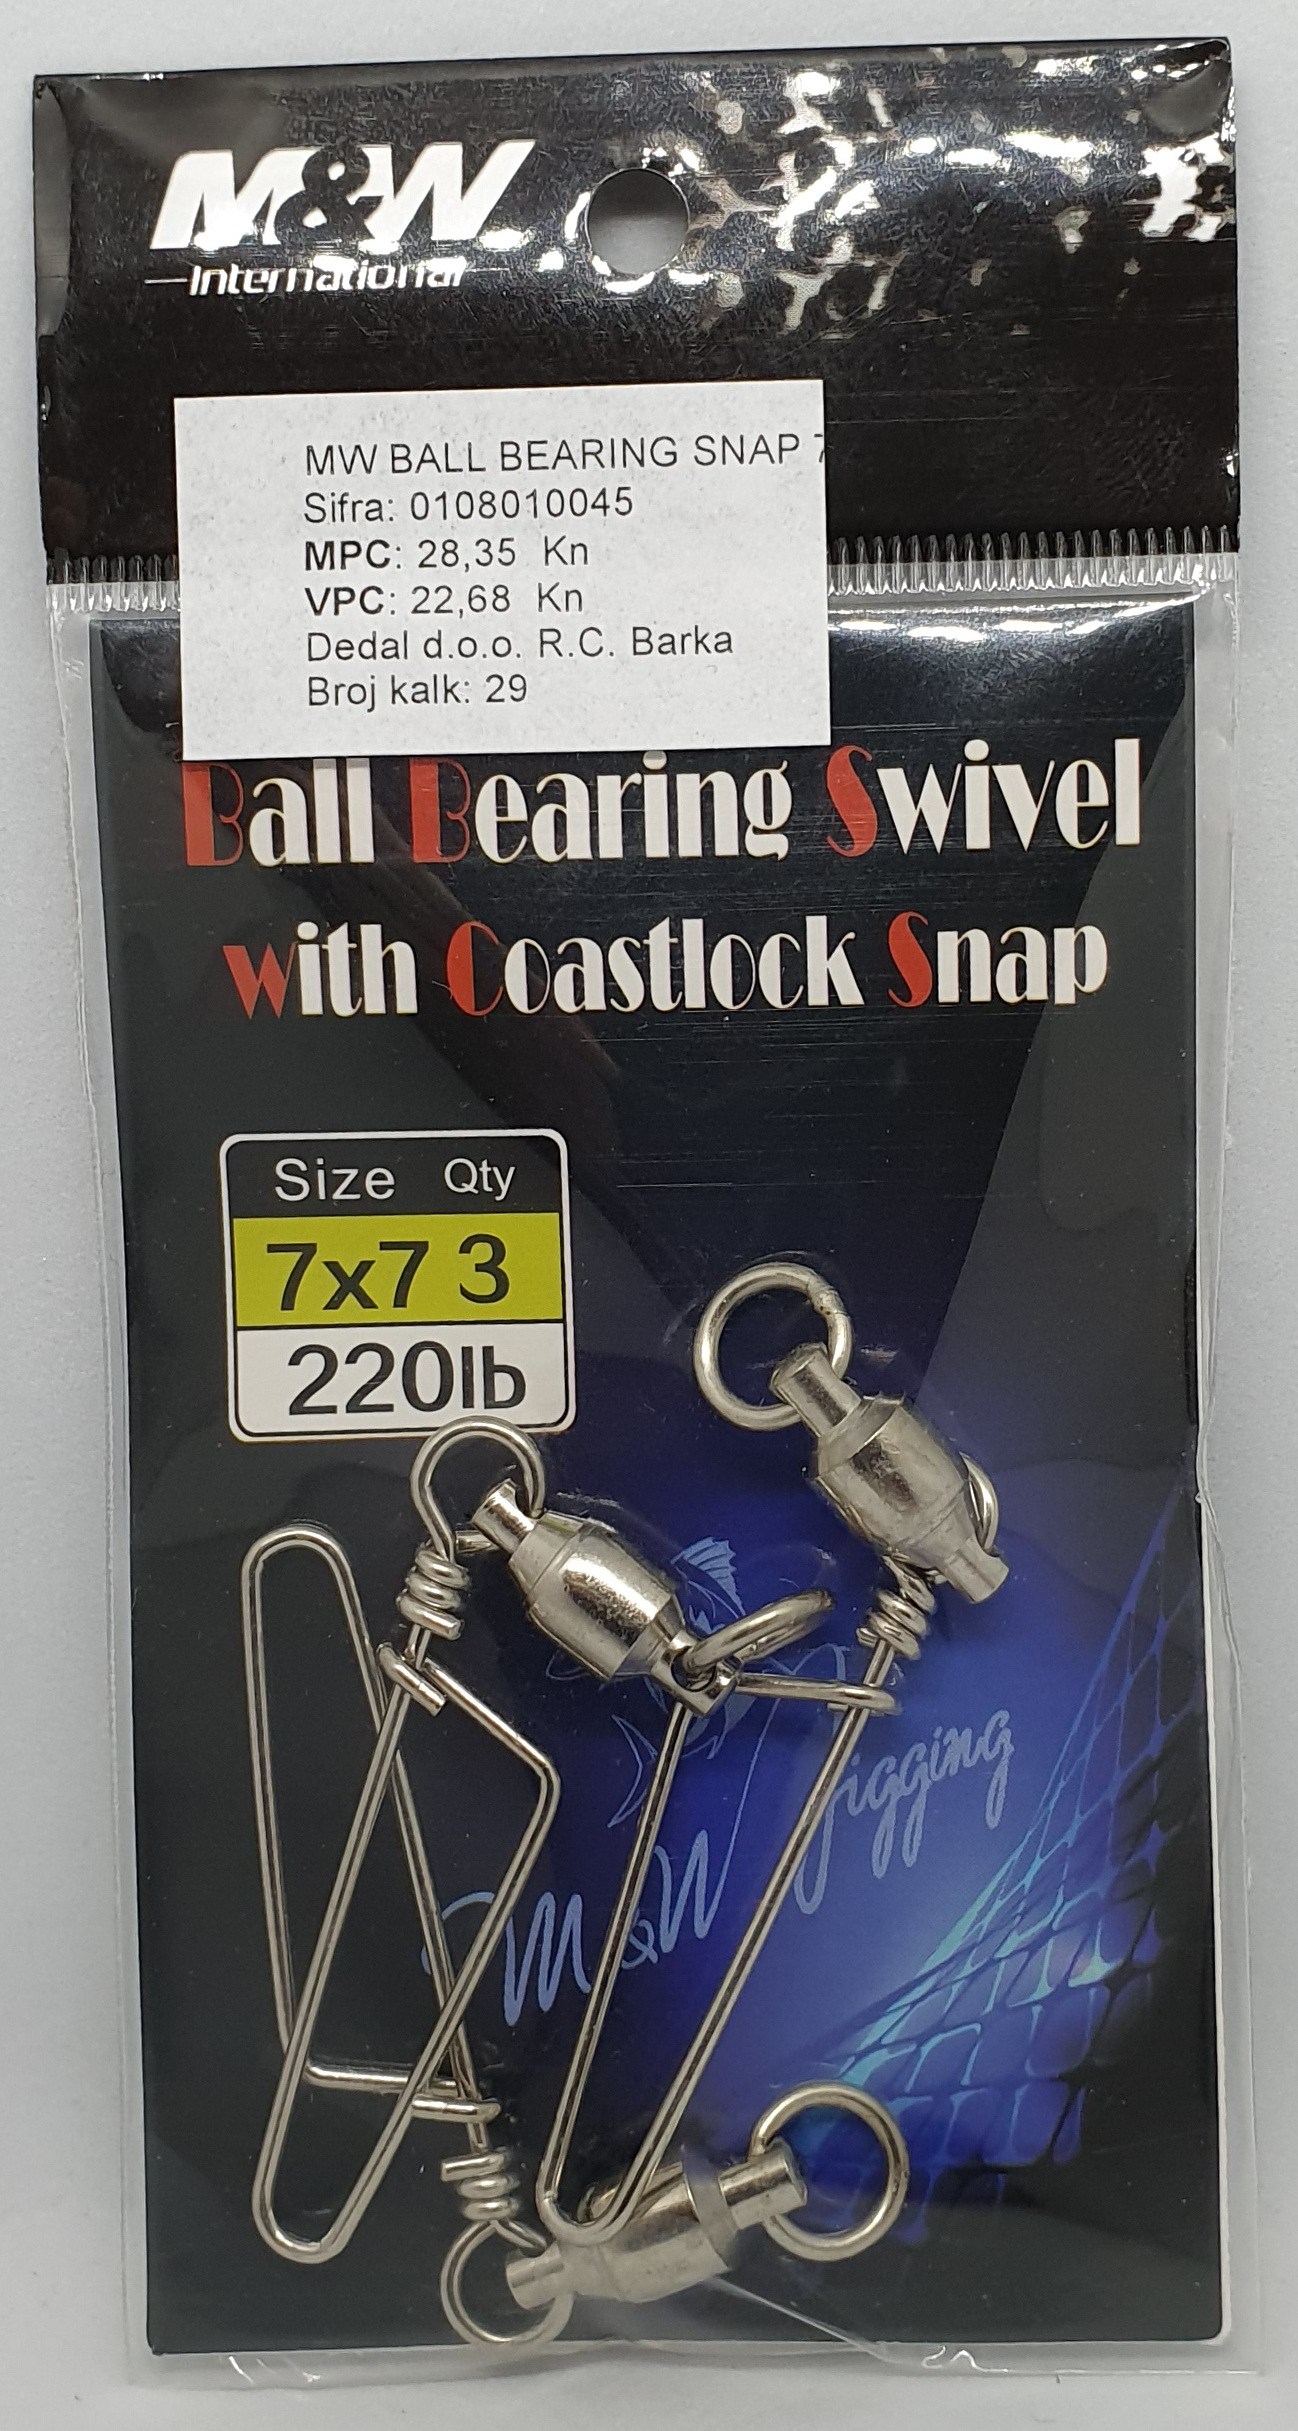 M&W
International
MW BALL BEARING SNAP 7
Sifra: 0108010045
MPC: 28,35 Kn
VPC: 22,68 Kn
Dedal d.o.o. R.C. Barka
Broj kalk: 29
Ball Bearing Swivel
with Coastlock Snap
Size Qty
7x7 3
220lb
M&W Jigging